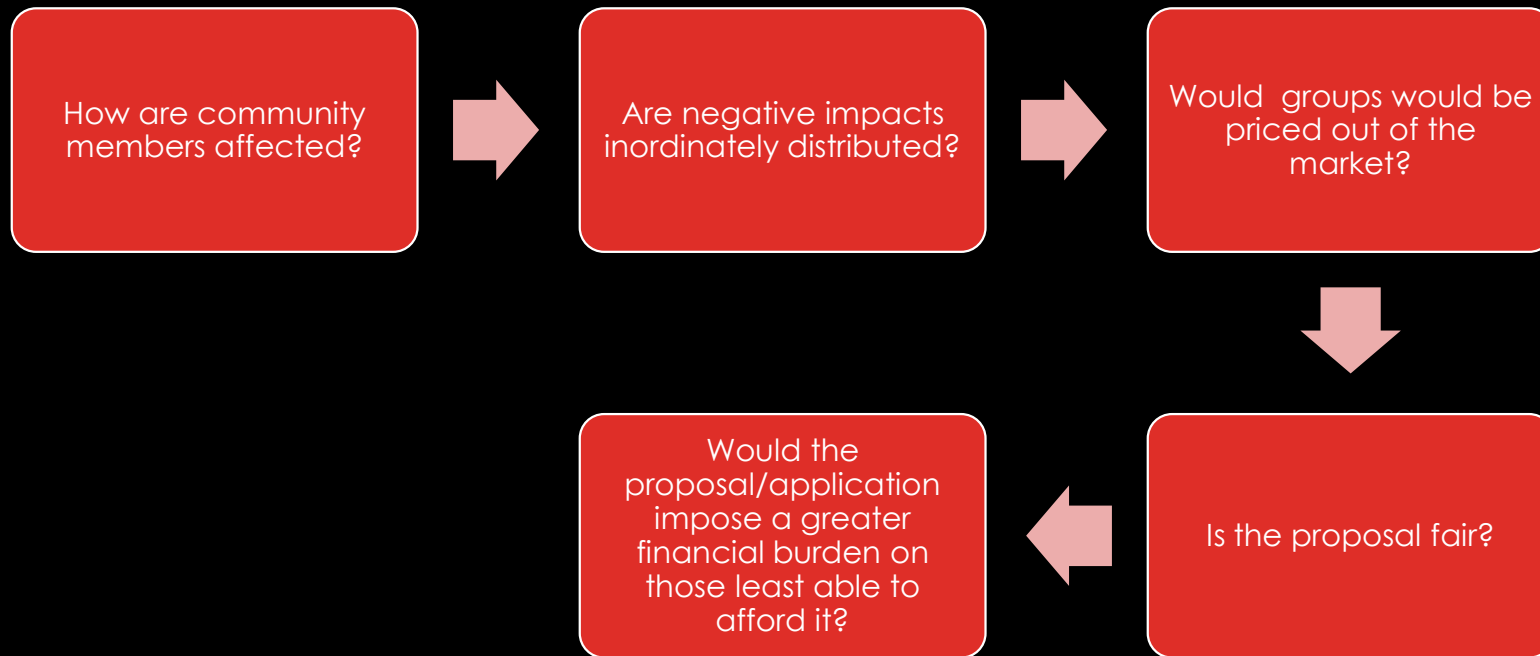 How are community
members affected?
Are negative impacts
inordinately distributed?
Would  groups would be
priced out of the
market?
Is the proposal fair?
Would the
proposal/application
impose a greater
financial burden on
those least able to
afford it?